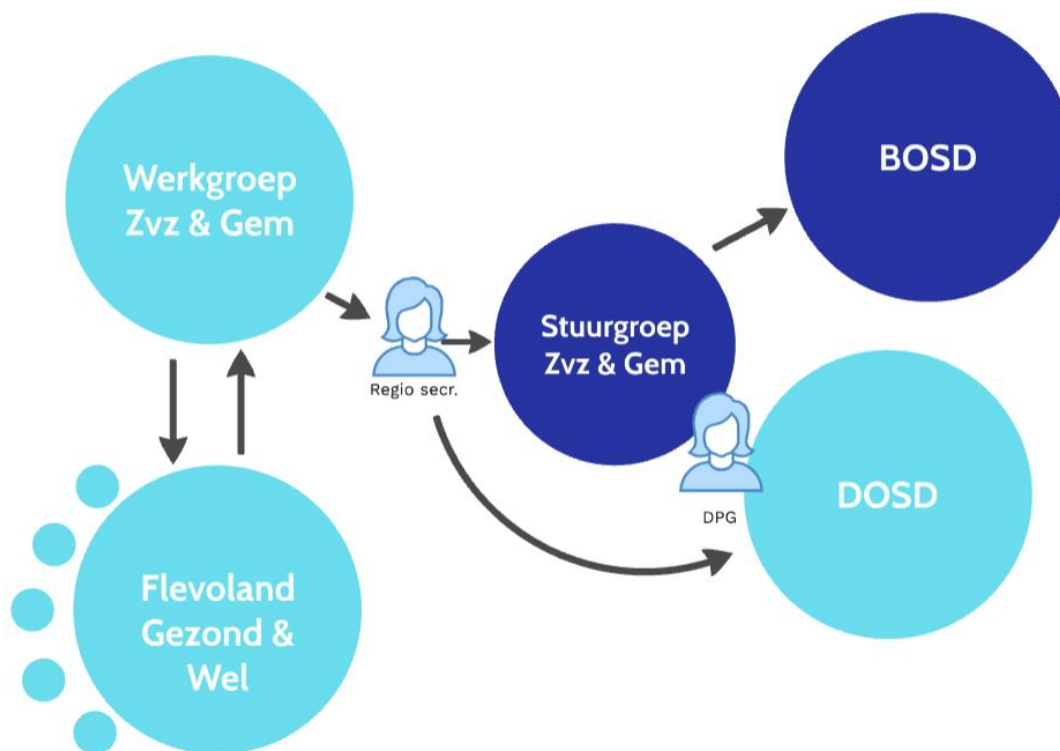 Werkgroep
Zvz & Gem
BOSD
Stuurgroep
Zvz & Gem
Regio secr.
DPG
DOSD
Flevoland
Gezond &
Wel